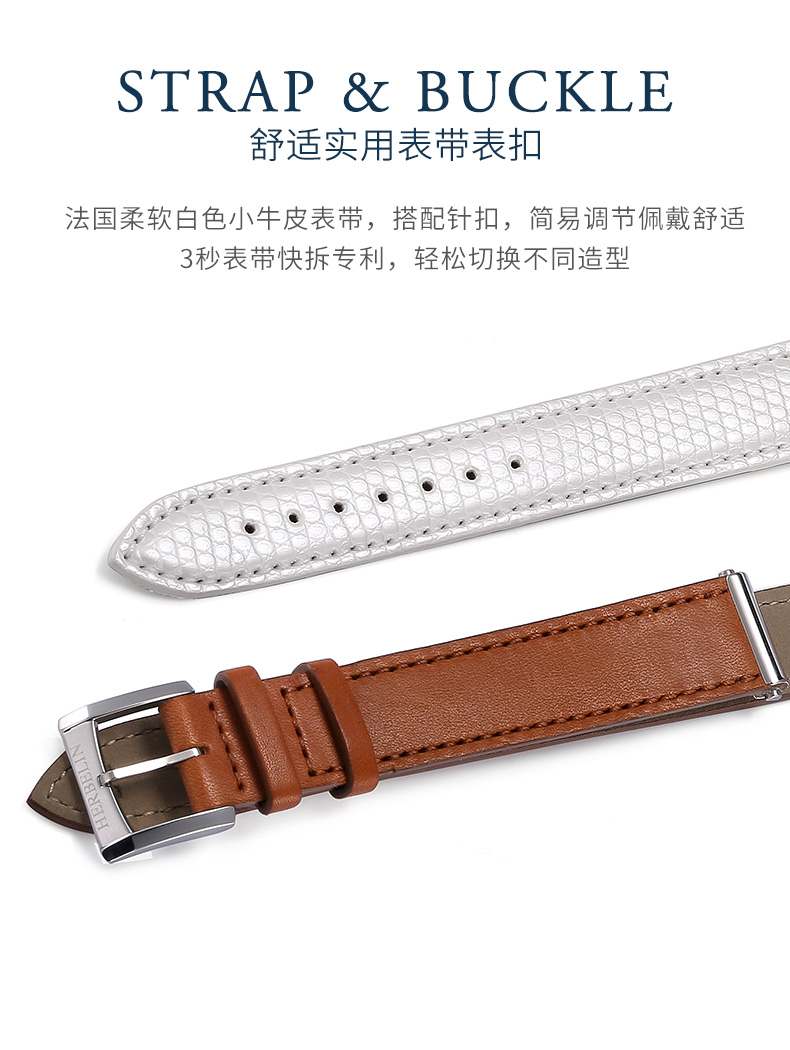 STRAP & BUCKLE
舒适实用表带表扣
法国柔软白色小牛皮表带，搭配针扣，简易调节佩戴舒适
3秒表带快拆专利，轻松切换不同造型
HERBELIN